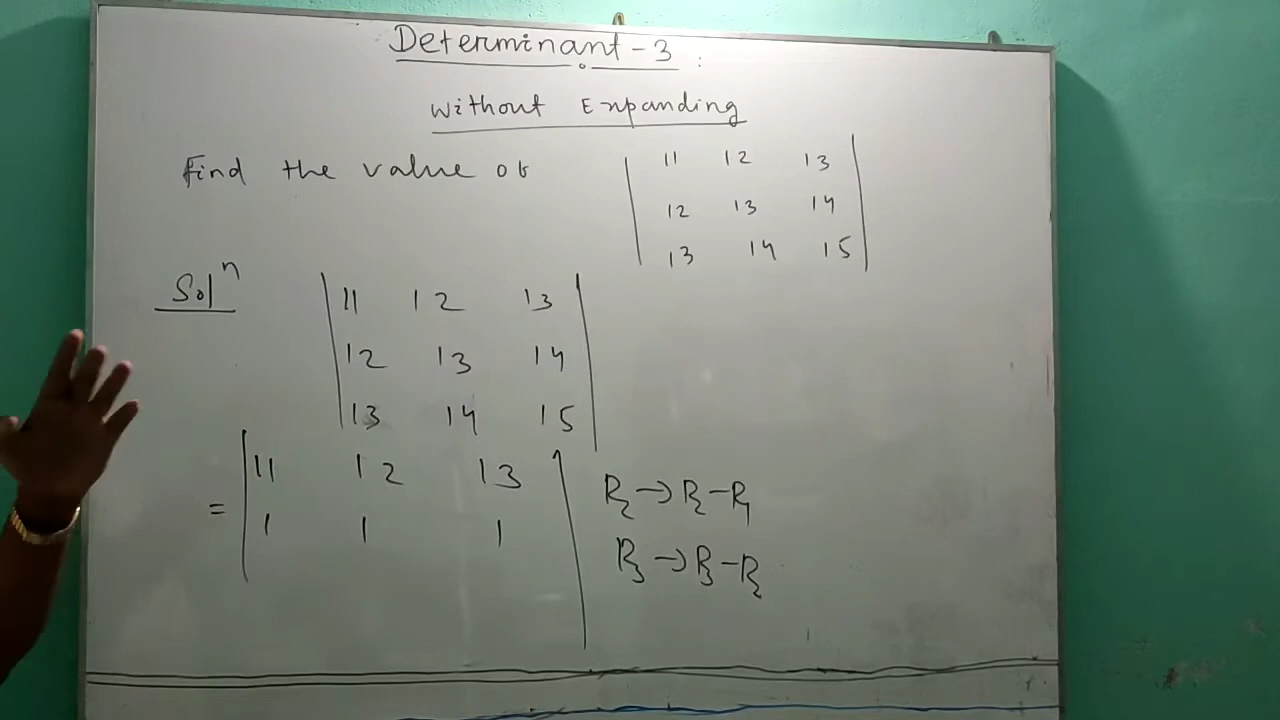 Determinant - 3
Without Expanding
Find the value of | 11 12 13 |
| 12 13 14 |
| 13 14 15 |
Solⁿ | 11 12 13 |
| 12 13 14 |
| 13 14 15 |
= | 11 12 13 | R₂ → R₂ - R₁
| 1 1 1 | R₃ → R₃ - R₂